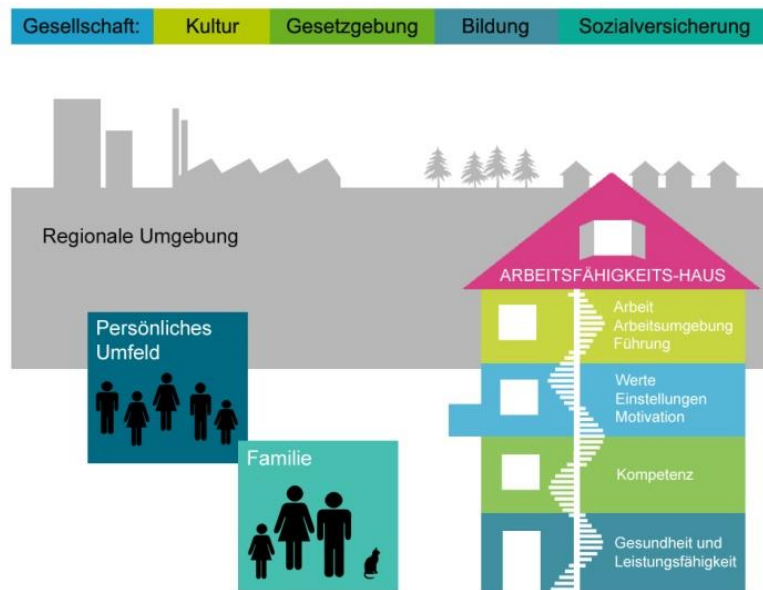 Gesellschaft: Kultur Gesetzgebung Bildung Sozialversicherung
Regionale Umgebung
ARBEITSFÄHIGKEITS-HAUS
Persönliches
Umfeld
Familie
Arbeit
Arbeitsumgebung
Führung
Werte
Einstellungen
Motivation
Kompetenz
Gesundheit und
Leistungsfähigkeit